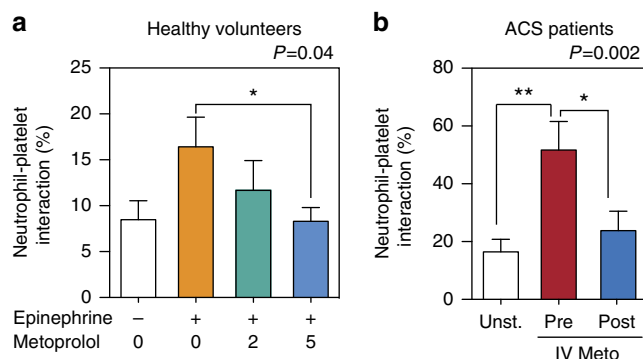 a
Healthy volunteers
P=0.04
Neutrophil-platelet
interaction (%)
25
20
15
10
5
0
*
Epinephrine – + + +
Metoprolol 0 0 2 5
b
ACS patients
P=0.002
Neutrophil-platelet
interaction (%)
80
60
40
20
0
** *
Unst. Pre Post
IV Meto